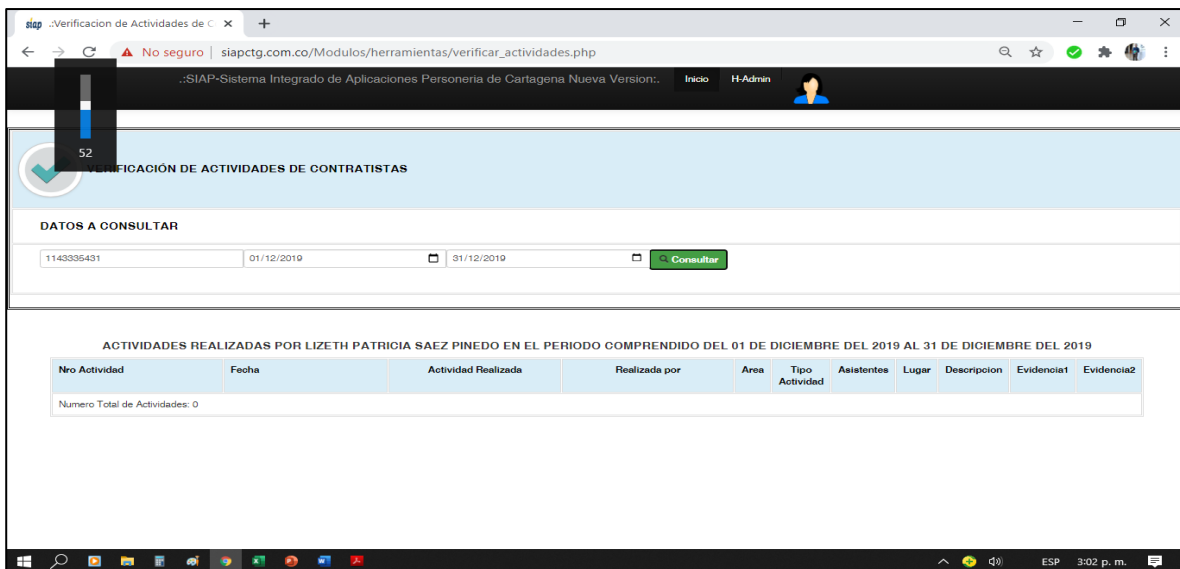 siap .:Verificacion de Actividades de C
No seguro | siapctg.com.co/Modulos/herramientas/verificar_actividades.php
.:SIAP-Sistema Integrado de Aplicaciones Personeria de Cartagena Nueva Version:. Inicio H-Admin
52
VERIFICACIÓN DE ACTIVIDADES DE CONTRATISTAS
DATOS A CONSULTAR
1143335431 01/12/2019 31/12/2019 Consultar
ACTIVIDADES REALIZADAS POR LIZETH PATRICIA SAEZ PINEDO EN EL PERIODO COMPRENDIDO DEL 01 DE DICIEMBRE DEL 2019 AL 31 DE DICIEMBRE DEL 2019
Nro Actividad Fecha Actividad Realizada Realizada por Area Tipo Actividad Asistentes Lugar Descripcion Evidencia1 Evidencia2
Numero Total de Actividades: 0
ESP 3:02 p. m.